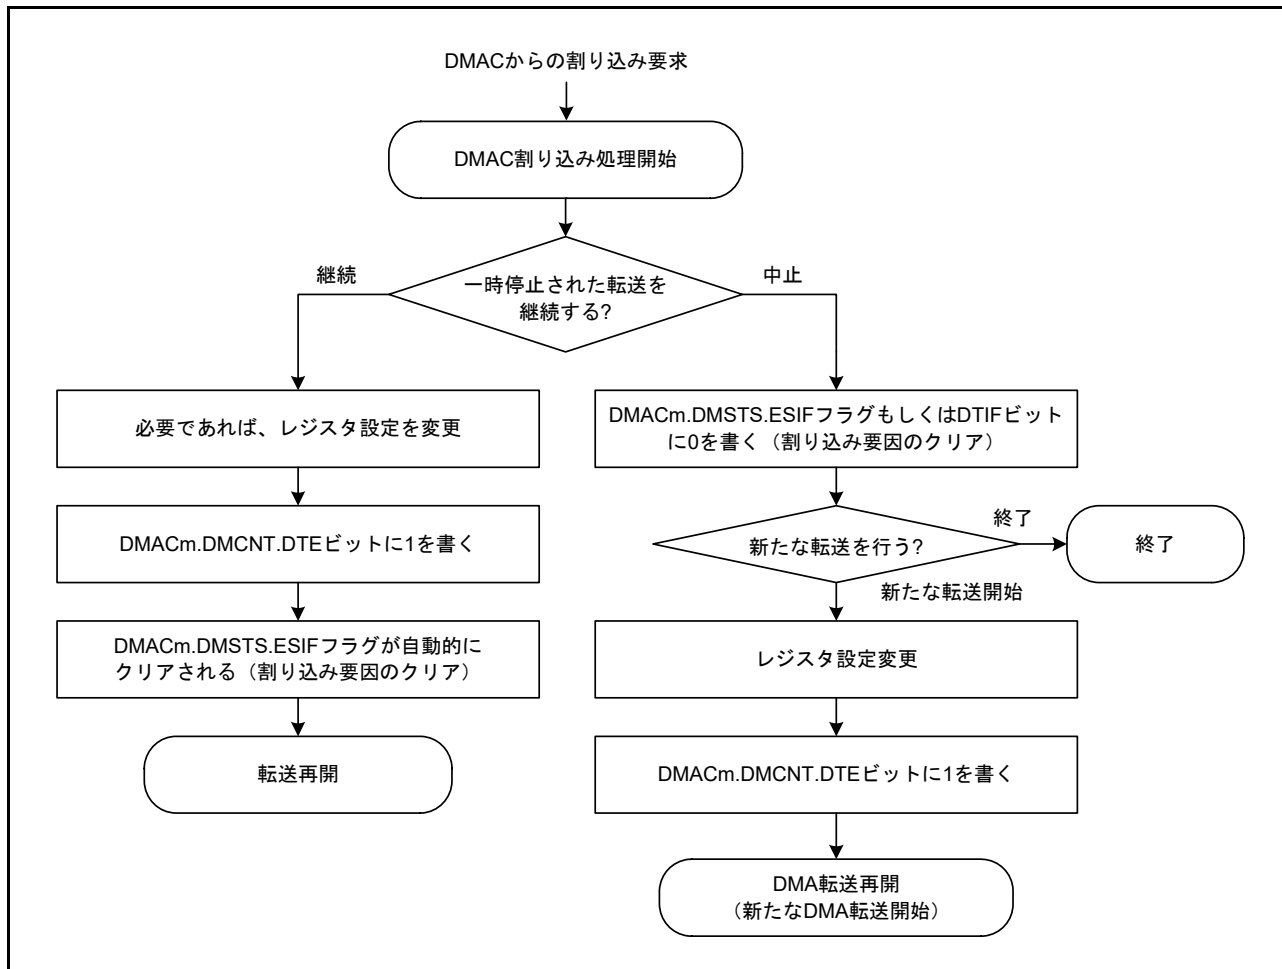 DMACからの割り込み要求
DMAC割り込み処理開始
一時停止された転送を
継続する?
継続
中止
必要であれば、レジスタ設定を変更
DMACm.DMCNT.DTEビットに1を書く
DMACm.DMSTS.ESIFフラグが自動的に
クリアされる（割り込み要因のクリア）
転送再開
DMACm.DMSTS.ESIFフラグもしくはDTIFビット
に0を書く（割り込み要因のクリア）
新たな転送を行う?
終了
終了
新たな転送開始
レジスタ設定変更
DMACm.DMCNT.DTEビットに1を書く
DMA転送再開
（新たなDMA転送開始）